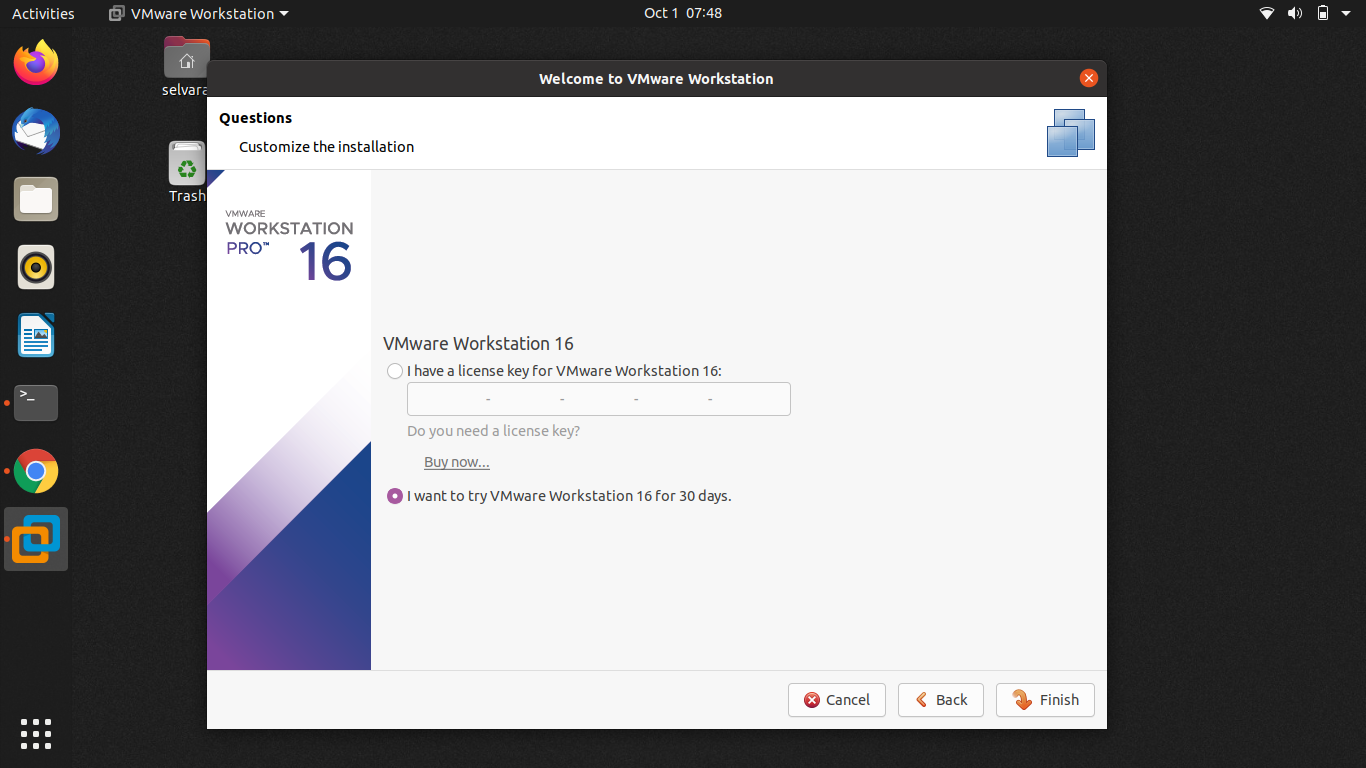 Activities
VMware Workstation
Oct 1 07:48
selvara
Trash
Welcome to VMware Workstation
Questions
Customize the installation
VMWARE
WORKSTATION
PRO™ 16
VMware Workstation 16
I have a license key for VMware Workstation 16:
- - - -
Do you need a license key?
Buy now...
I want to try VMware Workstation 16 for 30 days.
>_
Cancel
Back
Finish